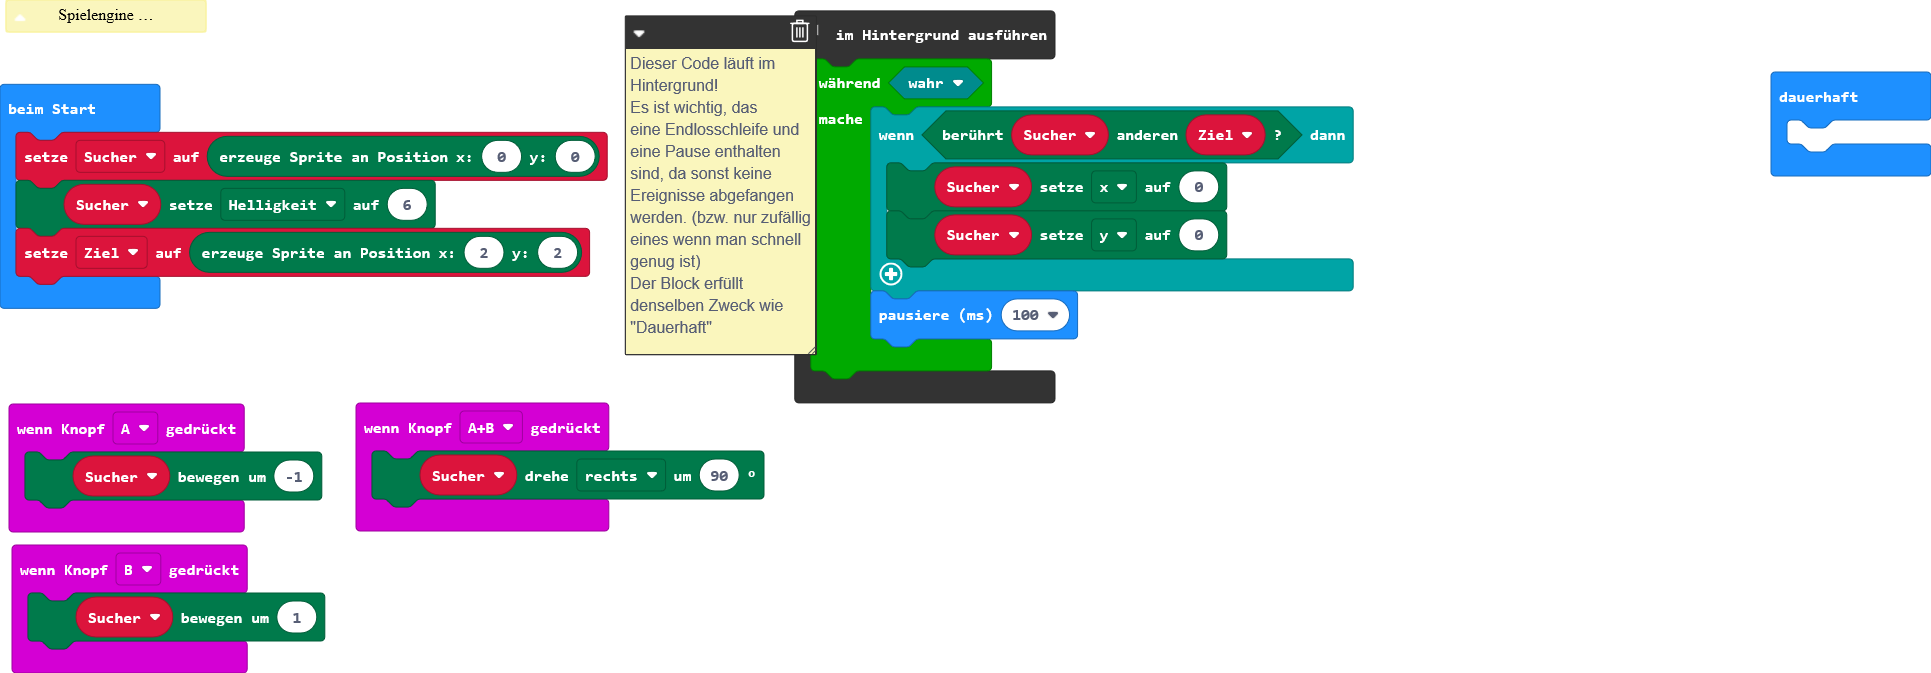 Spielengine ...
beim Start
setze Sucher auf erzeuge Sprite an Position x: 0 y: 0
Sucher setze Helligkeit auf 6
setze Ziel auf erzeuge Sprite an Position x: 2 y: 2
Dieser Code läuft im
Hintergrund!
Es ist wichtig, das
eine Endlosschleife und
eine Pause enthalten
sind, da sonst keine
Ereignisse abgefangen
werden. (bzw. nur zufällig
eines wenn man schnell
genug ist)
Der Block erfüllt
denselben Zweck wie
"Dauerhaft"
im Hintergrund ausführen
während wahr
mache
wenn berührt Sucher anderen Ziel ? dann
Sucher setze x auf 0
Sucher setze y auf 0
pausiere (ms) 100
dauerhaft
wenn Knopf A gedrückt
Sucher bewegen um -1
wenn Knopf A+B gedrückt
Sucher drehe rechts um 90 °
wenn Knopf B gedrückt
Sucher bewegen um 1